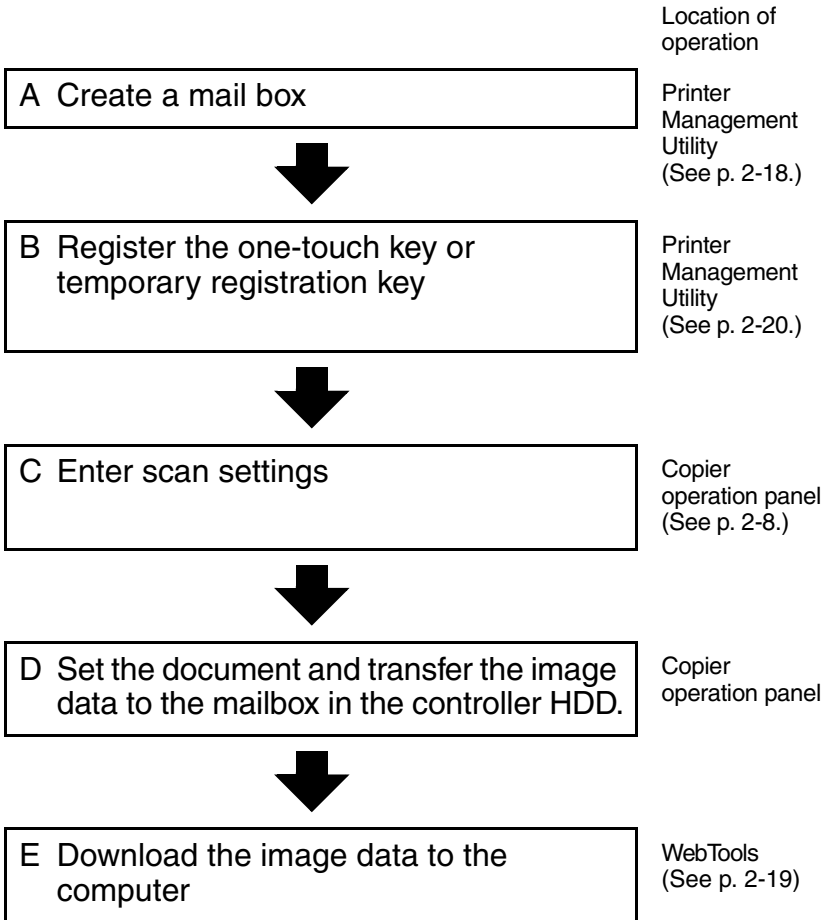 Location of
operation
A Create a mail box
Printer
Management
Utility
(See p. 2-18.)
B Register the one-touch key or
temporary registration key
Printer
Management
Utility
(See p. 2-20.)
C Enter scan settings
Copier
operation panel
(See p. 2-8.)
D Set the document and transfer the image
data to the mailbox in the controller HDD.
Copier
operation panel
E Download the image data to the
computer
WebTools
(See p. 2-19)